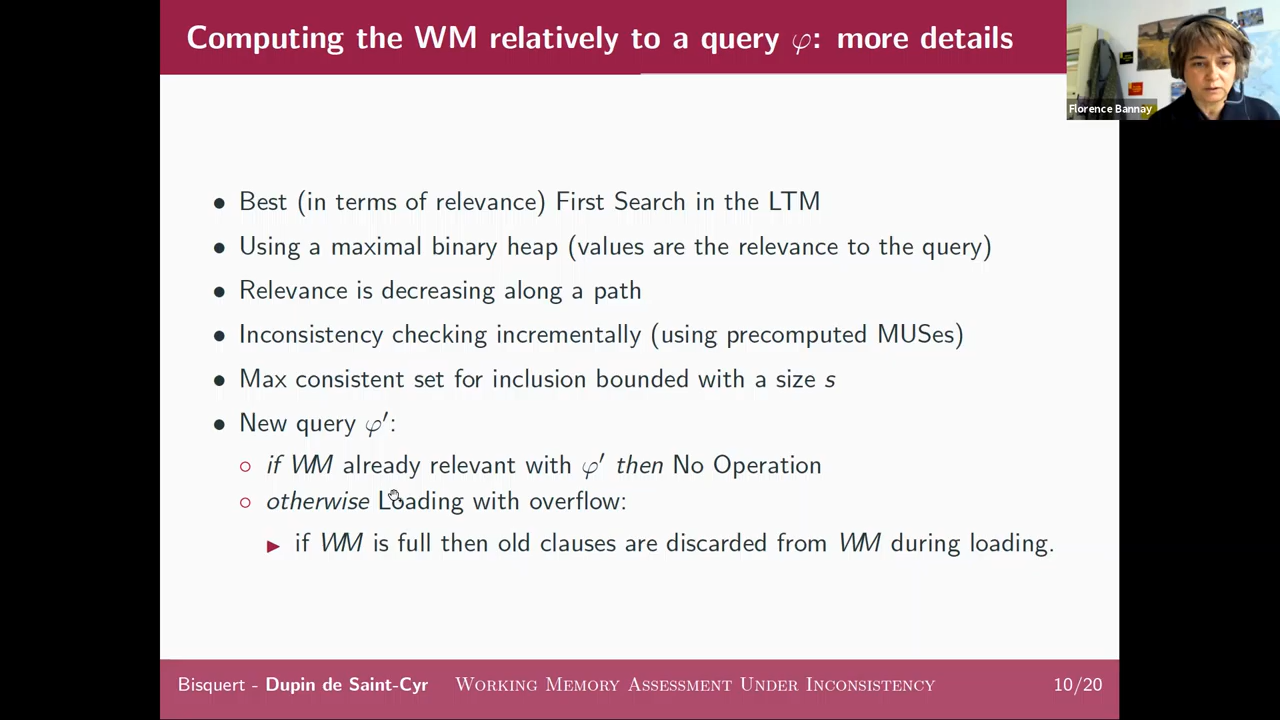 Computing the WM relatively to a query φ: more details
Florence Bannay
• Best (in terms of relevance) First Search in the LTM
• Using a maximal binary heap (values are the relevance to the query)
• Relevance is decreasing along a path
• Inconsistency checking incrementally (using precomputed MUSes)
• Max consistent set for inclusion bounded with a size s
• New query φ′:
○ if WM already relevant with φ′ then No Operation
○ otherwise Loading with overflow:
▶ if WM is full then old clauses are discarded from WM during loading.
Bisquert - Dupin de Saint-Cyr Working Memory Assessment Under Inconsistency 10/20